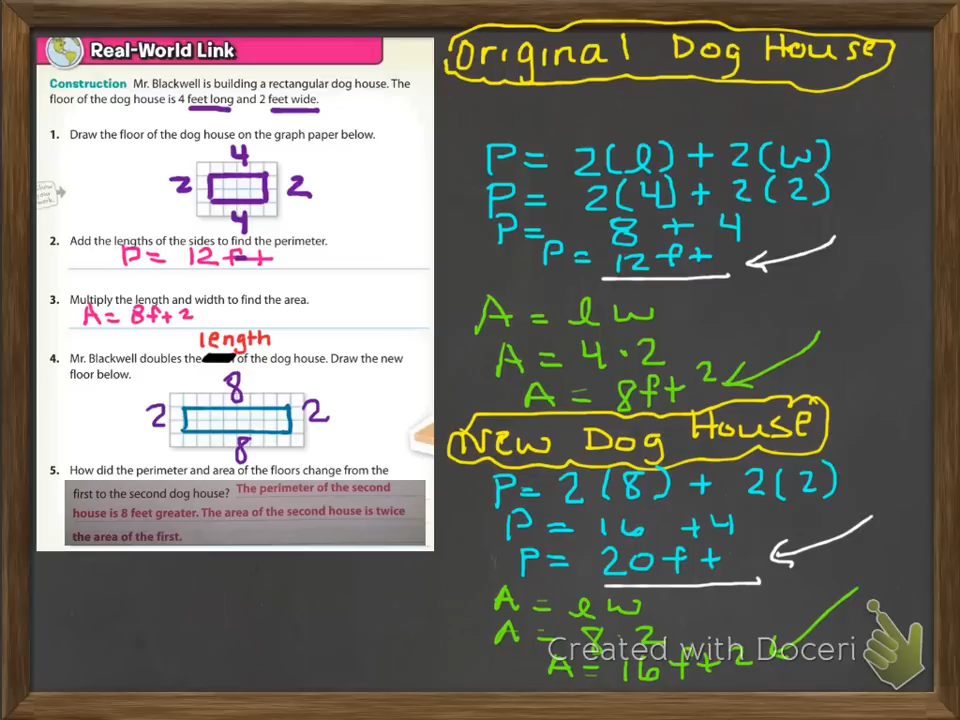 Real-World Link
Construction Mr. Blackwell is building a rectangular dog house. The
floor of the dog house is 4 feet long and 2 feet wide.
1. Draw the floor of the dog house on the graph paper below.
4
2 2
4
2. Add the lengths of the sides to find the perimeter.
P = 12ft
3. Multiply the length and width to find the area.
A = 8ft2
length
4. Mr. Blackwell doubles the of the dog house. Draw the new
floor below.
8
2 2
8
5. How did the perimeter and area of the floors change from the
first to the second dog house? The perimeter of the second
house is 8 feet greater. The area of the second house is twice
the area of the first.
Original Dog House
P = 2(l) + 2(w)
P = 2(4) + 2(2)
P = 8 + 4
P = 12ft
A = l w
A = 4 · 2
A = 8ft²
New Dog House
P = 2(8) + 2(2)
P = 16 + 4
P = 20ft
A = l w
A = 8 · 2
A = 16ft²
Created with Doceri